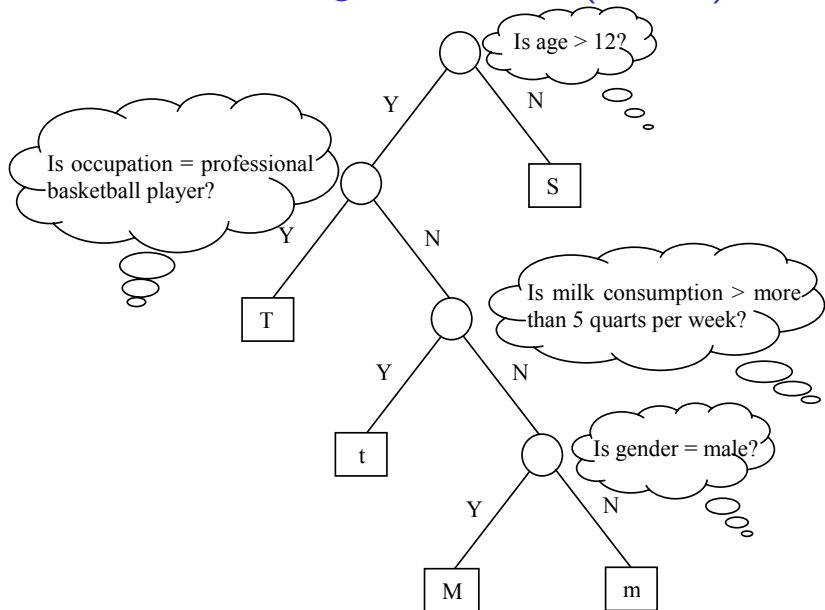 Is age > 12?
Y
N
Is occupation = professional
basketball player?
S
Y
N
T
Is milk consumption > more
than 5 quarts per week?
Y
N
t
Is gender = male?
Y
N
M
m